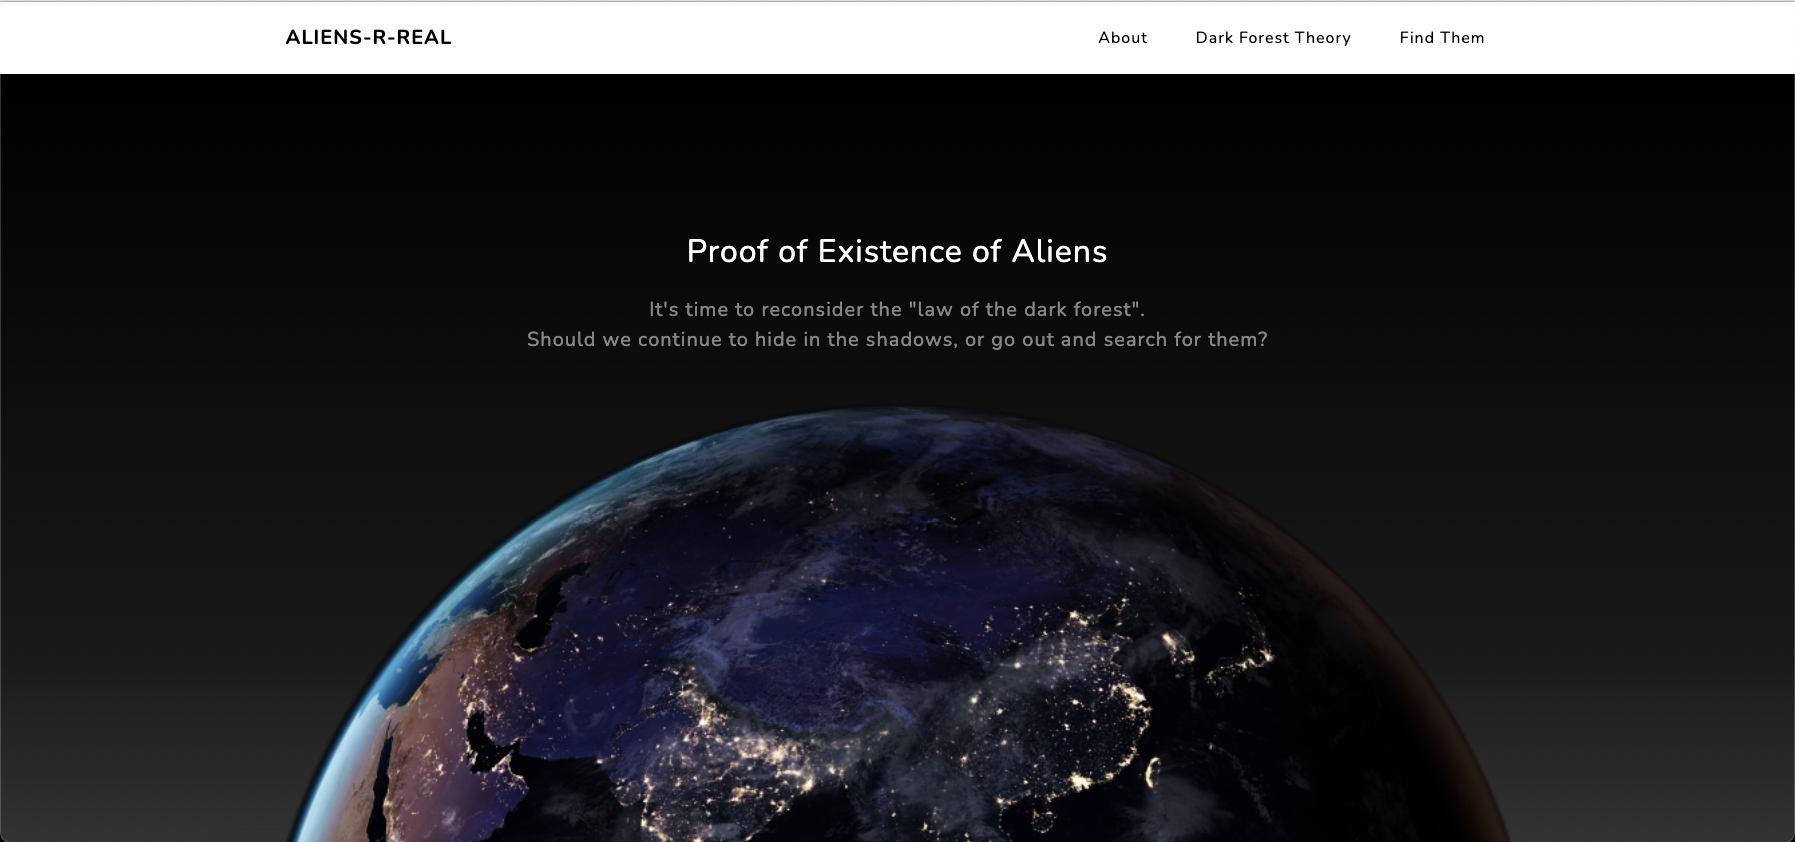 ALIENS-R-REAL
About
Dark Forest Theory
Find Them
Proof of Existence of Aliens
It's time to reconsider the "law of the dark forest".
Should we continue to hide in the shadows, or go out and search for them?